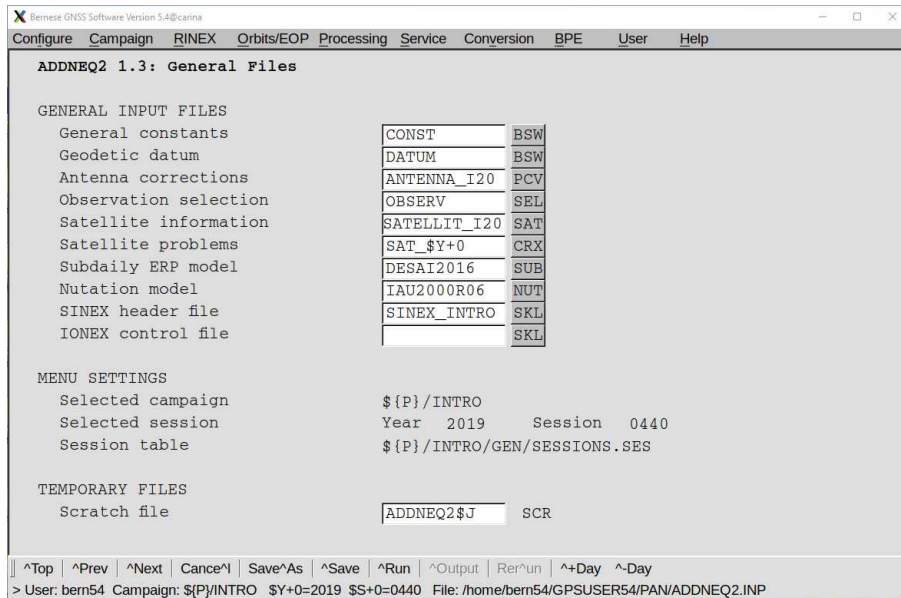 Bernese GNSS Software Version 5.4@carina
Configure Campaign RINEX Orbits/EOP Processing Service Conversion BPE User Help
ADDNEQ2 1.3: General Files
GENERAL INPUT FILES
General constants CONST BSW
Geodetic datum DATUM BSW
Antenna corrections ANTENNA_I20 PCV
Observation selection OBSERV SEL
Satellite information SATELLIT_I20 SAT
Satellite problems SAT_$Y+0 CRX
Subdaily ERP model DESAI2016 SUB
Nutation model IAU2000R06 NUT
SINEX header file SINEX_INTRO SKL
IONEX control file SKL
MENU SETTINGS
Selected campaign ${P}/INTRO
Selected session Year 2019 Session 0440
Session table ${P}/INTRO/GEN/SESSIONS.SES
TEMPORARY FILES
Scratch file ADDNEQ2$J SCR
^Top ^Prev ^Next Cance^l Save^As ^Save ^Run ^Output Rer^un ^+Day ^-Day
> User: bern54 Campaign: ${P}/INTRO $Y+0=2019 $S+0=0440 File: /home/bern54/GPSUSER54/PAN/ADDNEQ2.INP